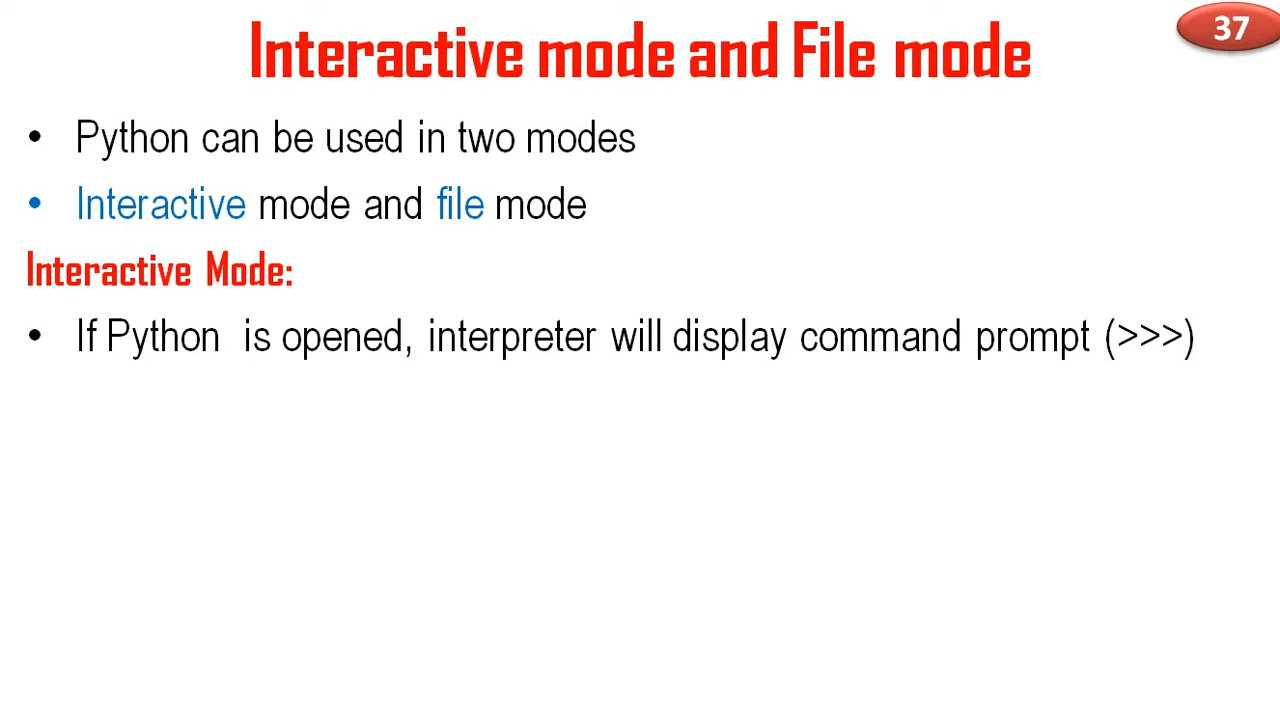 Interactive mode and File mode
37
• Python can be used in two modes
• Interactive mode and file mode
Interactive Mode:
• If Python is opened, interpreter will display command prompt (>>>)